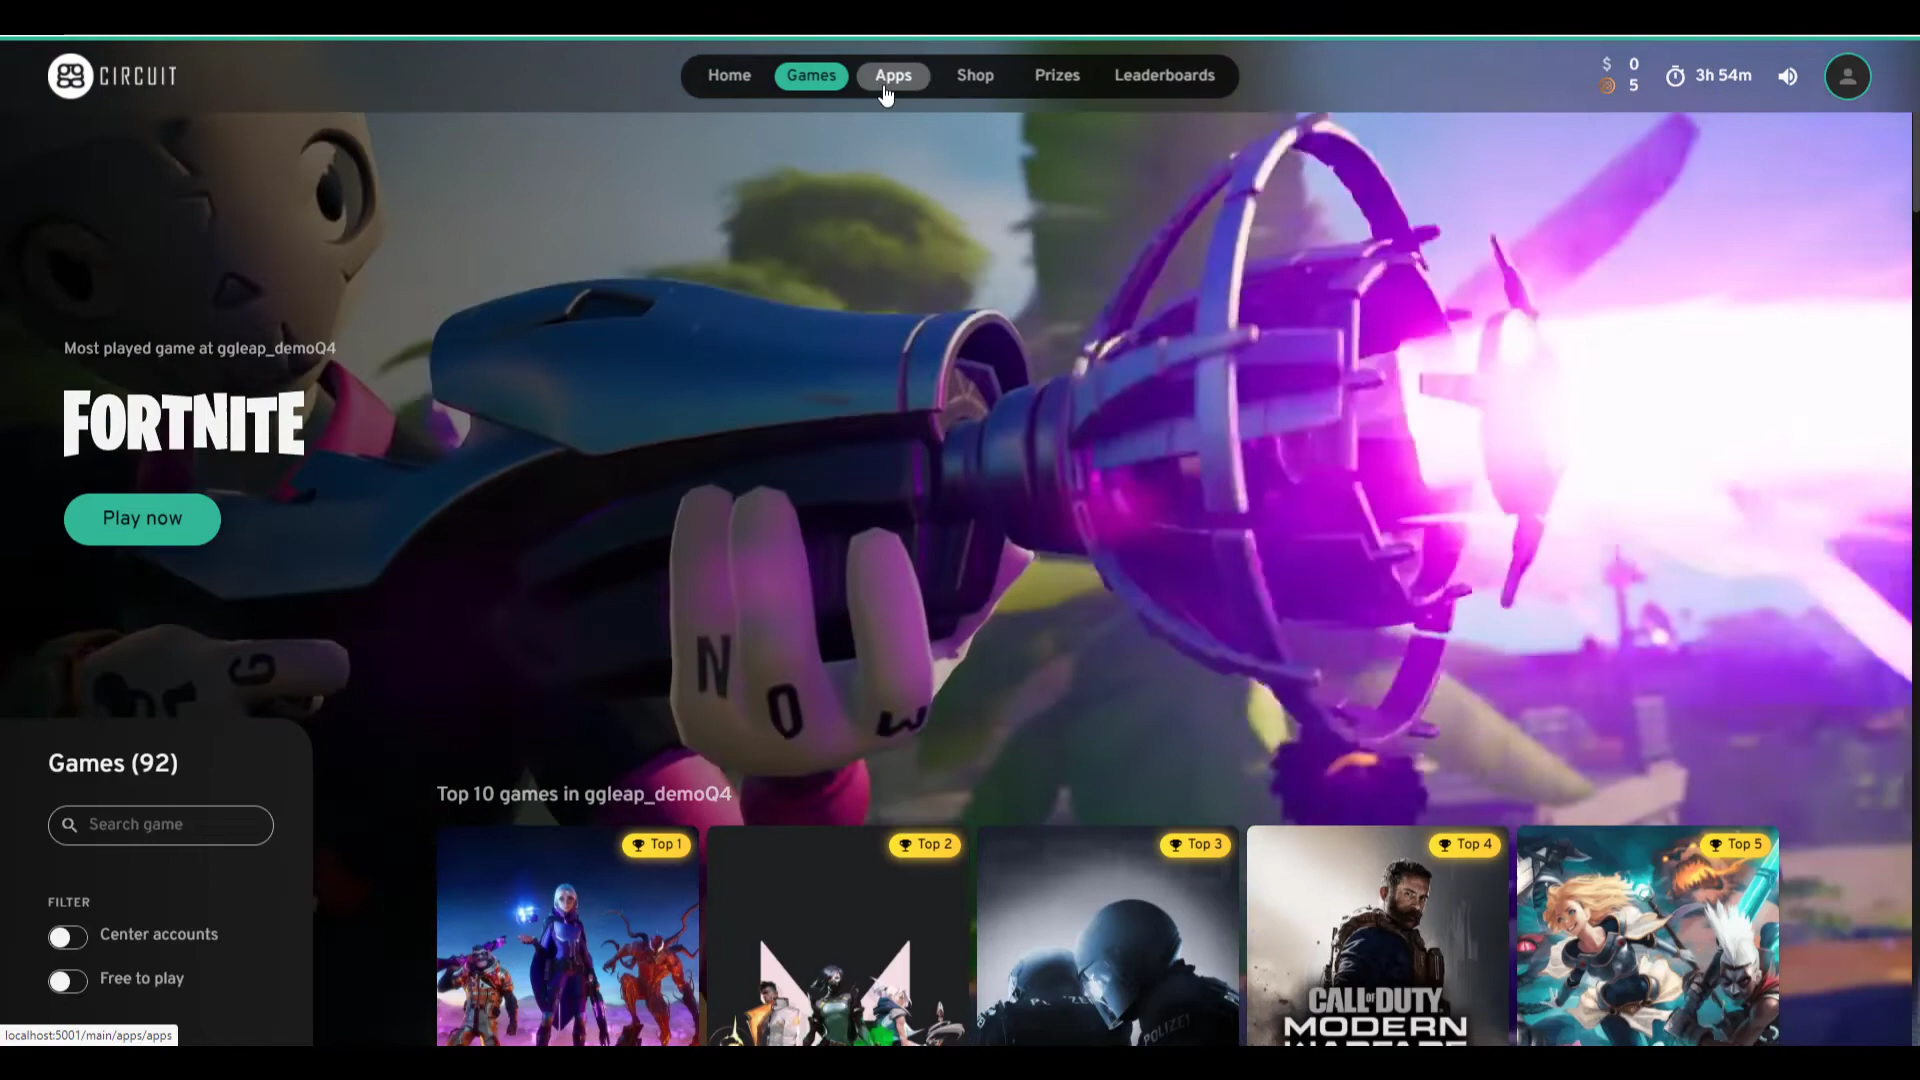 CIRCUIT
Home
Games
Apps
Shop
Prizes
Leaderboards
$ 0
5
3h 54m
Most played game at ggleap_demoQ4
FORTNITE
Play now
G
N
O
W
Games (92)
Search game
FILTER
Center accounts
Free to play
Top 10 games in ggleap_demoQ4
Top 1
Top 2
Top 3
Top 4
Top 5
POLIZEI
CALL OF DUTY
MODERN
WARFARE
localhost:5001/main/apps/apps